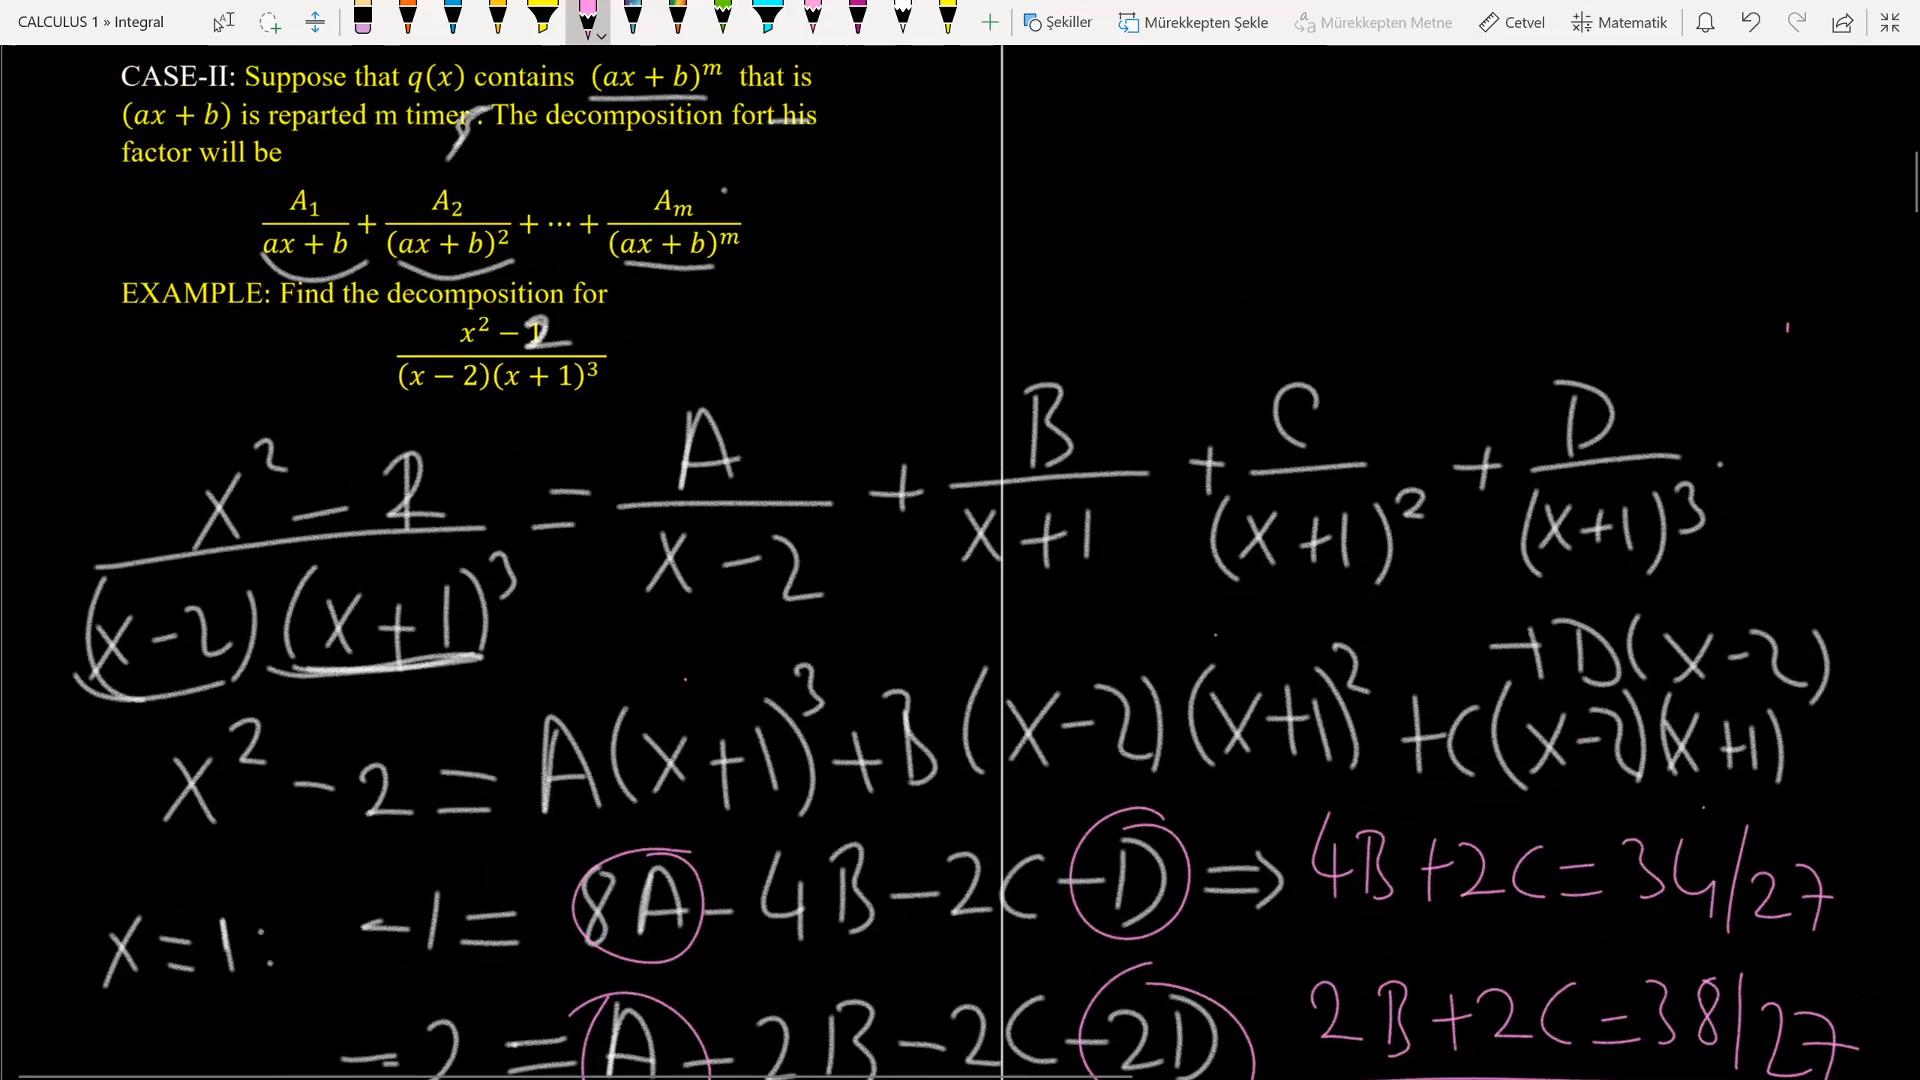 CALCULUS 1 » Integral
Şekiller
Mürekkepten Şekle
Mürekkepten Metne
Cetvel
Matematik
CASE-II: Suppose that q(x) contains (ax + b)^m that is
(ax + b) is reparted m timer . The decomposition fort his
factor will be
A₁/(ax + b) + A₂/(ax + b)² + ⋯ + Aₘ/(ax + b)^m
EXAMPLE: Find the decomposition for
(x² − 2)/((x − 2)(x + 1)³)
(x² − 2)/((x−2)(x+1)³) = A/(x−2) + B/(x+1) + C/(x+1)² + D/(x+1)³
x² − 2 = A(x+1)³ + B(x−2)(x+1)² + C(x−2)(x+1) + D(x−2)
x=1: −1 = 8A − 4B − 2C − D ⇒ 4B + 2C = 34/27
−2 = A − 2B − 2C − 2D 2B + 2C = 38/27